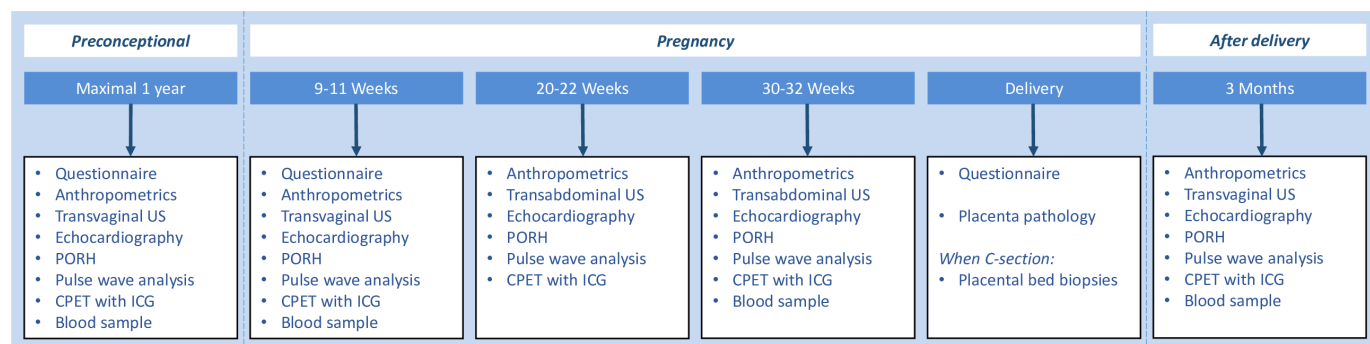 Preconceptional
Pregnancy
After delivery
Maximal 1 year
9-11 Weeks
20-22 Weeks
30-32 Weeks
Delivery
3 Months
• Questionnaire
• Anthropometrics
• Transvaginal US
• Echocardiography
• PORH
• Pulse wave analysis
• CPET with ICG
• Blood sample
• Questionnaire
• Anthropometrics
• Transvaginal US
• Echocardiography
• PORH
• Pulse wave analysis
• CPET with ICG
• Blood sample
• Anthropometrics
• Transabdominal US
• Echocardiography
• PORH
• Pulse wave analysis
• CPET with ICG
• Anthropometrics
• Transabdominal US
• Echocardiography
• PORH
• Pulse wave analysis
• CPET with ICG
• Blood sample
• Questionnaire
• Placenta pathology
When C-section:
• Placental bed biopsies
• Anthropometrics
• Transvaginal US
• Echocardiography
• PORH
• Pulse wave analysis
• CPET with ICG
• Blood sample